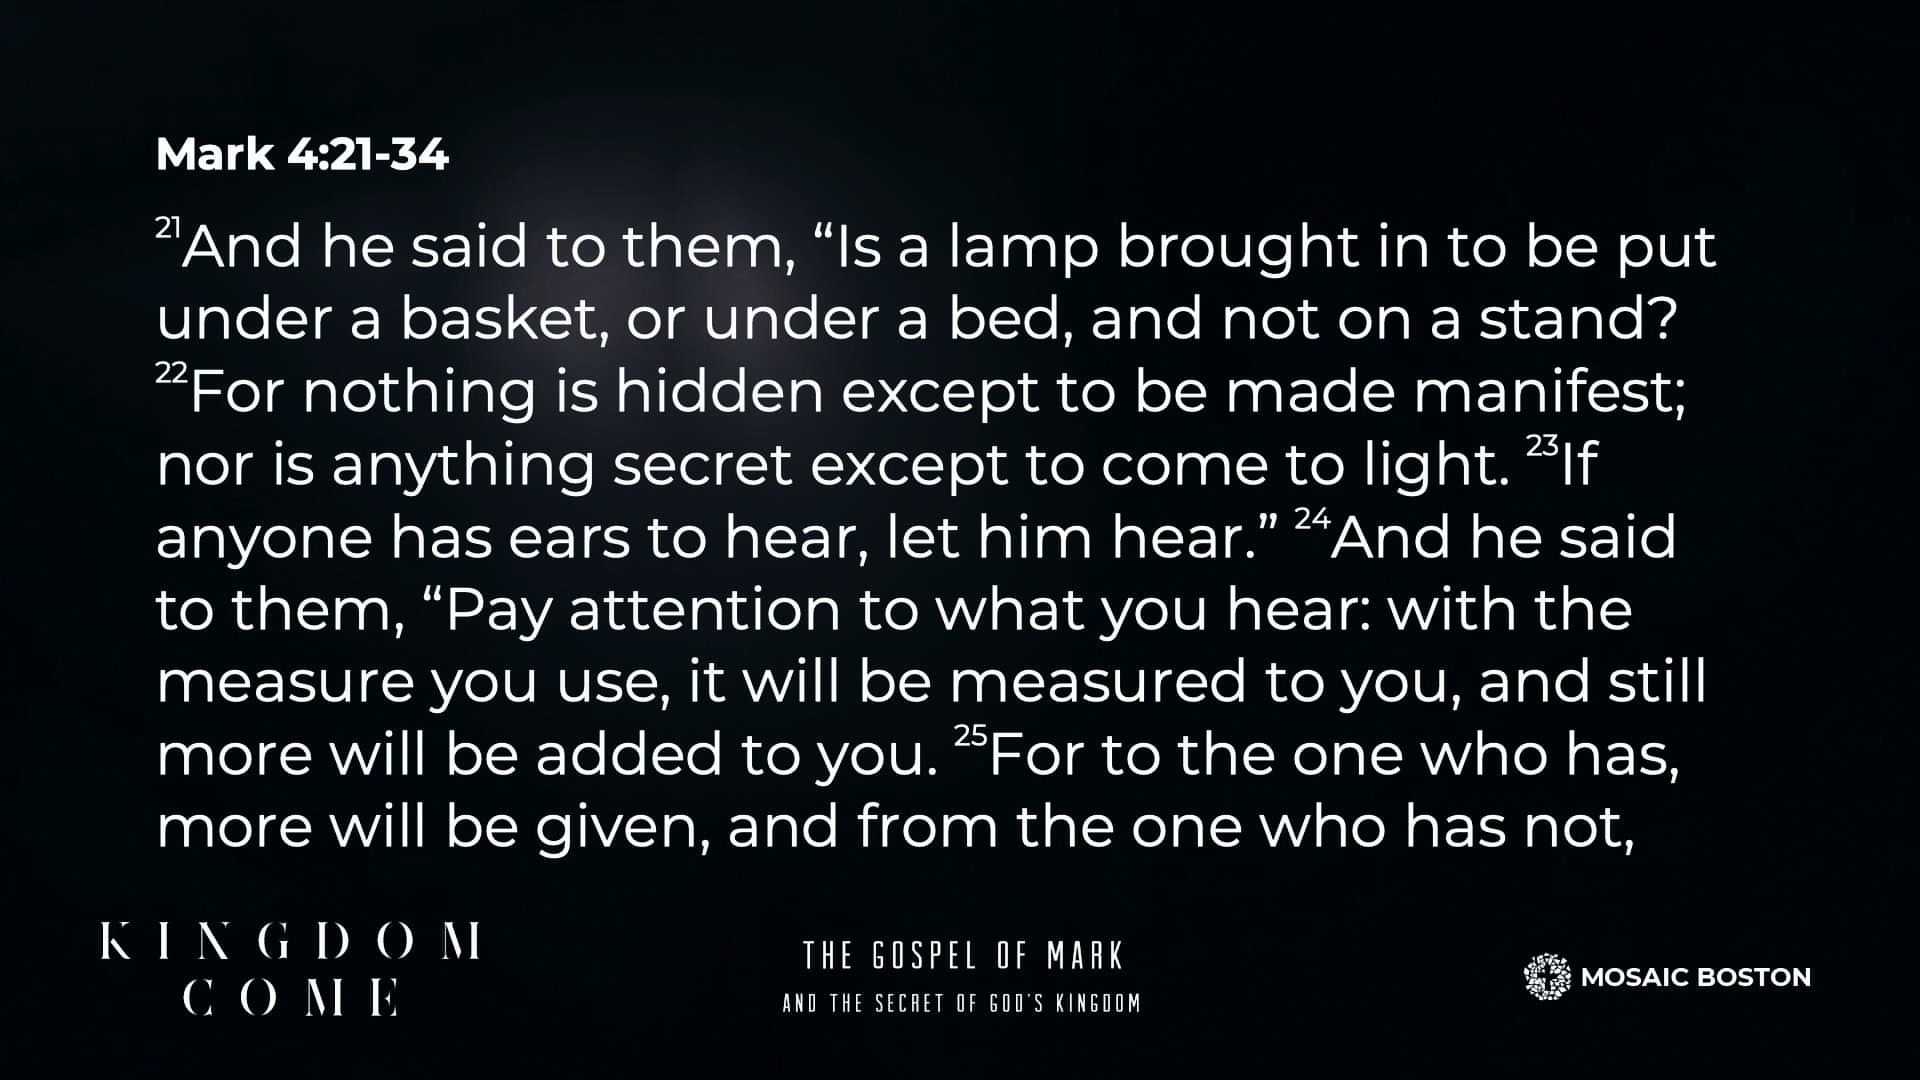 Mark 4:21-34
21And he said to them, “Is a lamp brought in to be put
under a basket, or under a bed, and not on a stand?
22For nothing is hidden except to be made manifest;
nor is anything secret except to come to light. 23If
anyone has ears to hear, let him hear.” 24And he said
to them, “Pay attention to what you hear: with the
measure you use, it will be measured to you, and still
more will be added to you. 25For to the one who has,
more will be given, and from the one who has not,
KINGDOM
COME
THE GOSPEL OF MARK
AND THE SECRET OF GOD'S KINGDOM
MOSAIC BOSTON